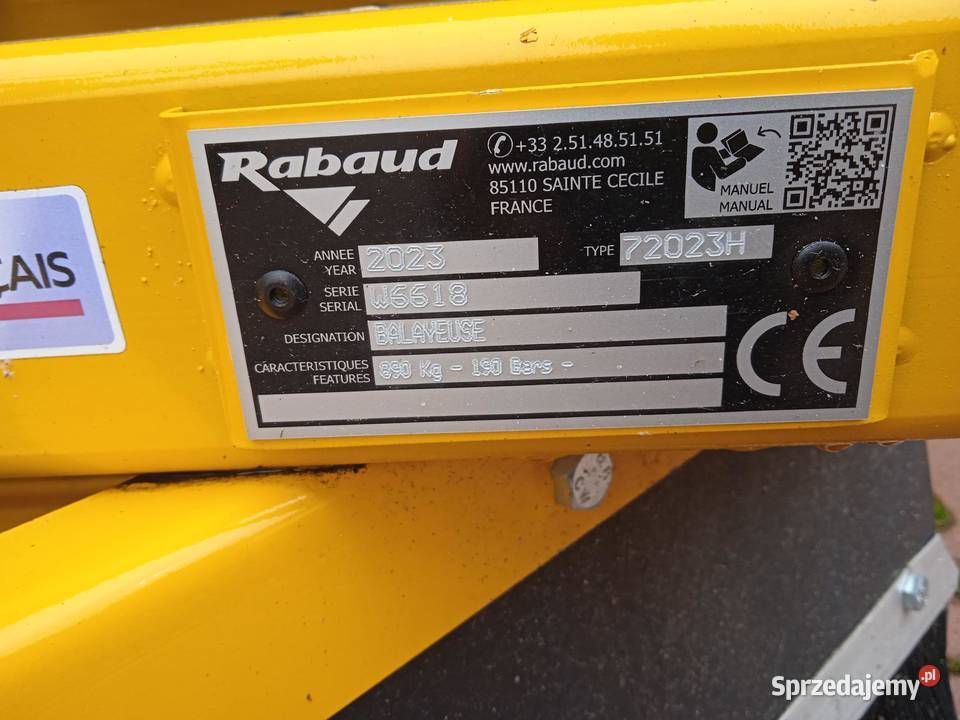 Rabaud
+33 2.51.48.51.51
www.rabaud.com
85110 SAINTE CECILE
FRANCE
MANUEL
MANUAL
ANNEE
YEAR
2023
TYPE
72023H
SERIE
SERIAL
W6618
DESIGNATION
BALAYEUSE
CARACTERISTIQUES
FEATURES
890 Kg - 190 Bars -
CE
ÇAIS
Sprzedajemy.pl